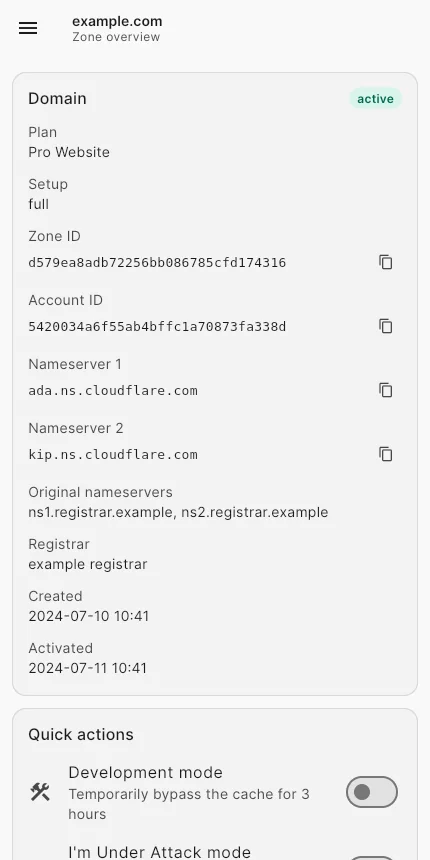 example.com
Zone overview
Domain
active
Plan
Pro Website
Setup
full
Zone ID
d579ea8adb72256bb086785cfd174316
Account ID
5420034a6f55ab4bffc1a70873fa338d
Nameserver 1
ada.ns.cloudflare.com
Nameserver 2
kip.ns.cloudflare.com
Original nameservers
ns1.registrar.example, ns2.registrar.example
Registrar
example registrar
Created
2024-07-10 10:41
Activated
2024-07-11 10:41
Quick actions
Development mode
Temporarily bypass the cache for 3
hours
I'm Under Attack mode